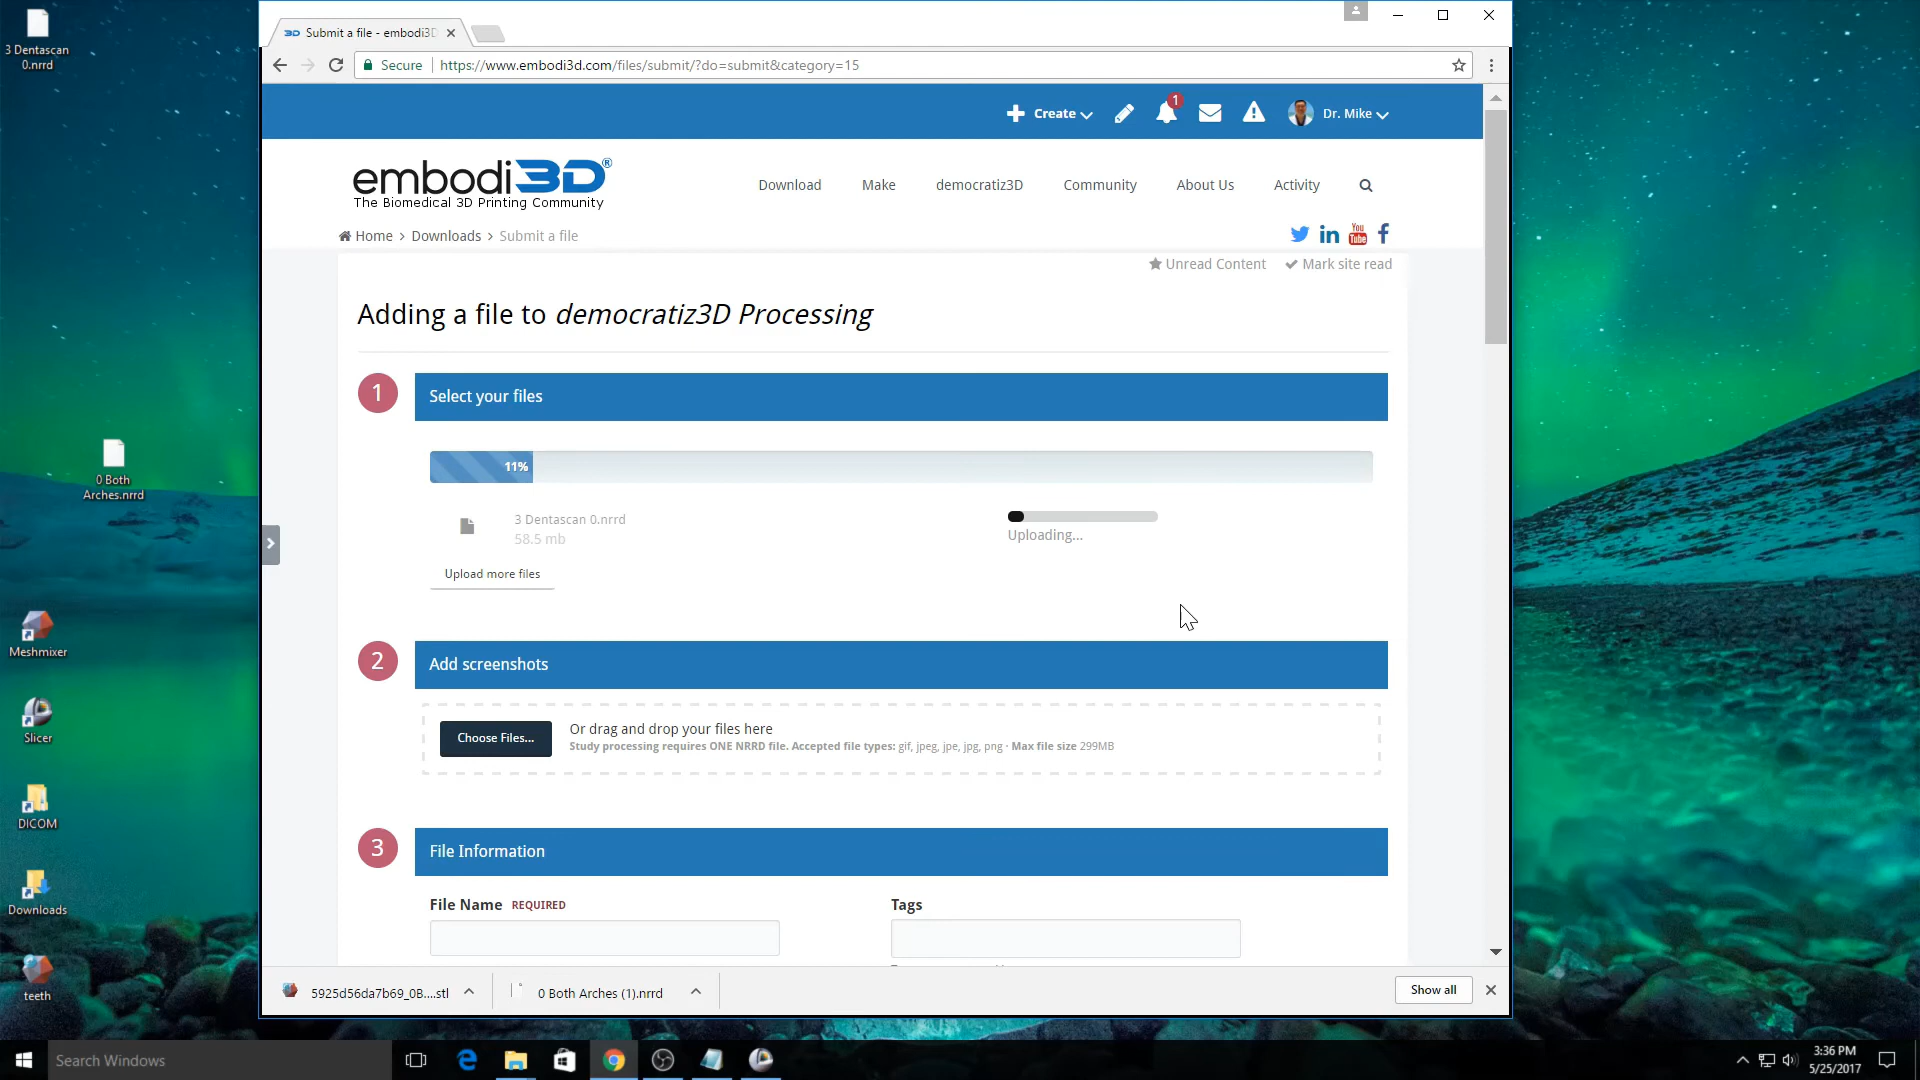 3 Dentascan
0.nrrd
0 Both
Arches.nrrd
Meshmixer
Slicer
DICOM
Downloads
teeth
3D Submit a file - embodi3D
Secure
https://www.embodi3d.com/files/submit/?do=submit&category=15
Create
1
Dr. Mike
embodi3D®
The Biomedical 3D Printing Community
Download
Make
democratiz3D
Community
About Us
Activity
Home > Downloads > Submit a file
You Tube
Unread Content
Mark site read
Adding a file to democratiz3D Processing
1
Select your files
11%
3 Dentascan 0.nrrd
58.5 mb
Uploading...
Upload more files
2
Add screenshots
Choose Files...
Or drag and drop your files here
Study processing requires ONE NRRD file. Accepted file types: gif, jpeg, jpe, jpg, png · Max file size 299MB
3
File Information
File Name REQUIRED
Tags
5925d56da7b69_0B....stl
0 Both Arches (1).nrrd
Show all
Search Windows
3:36 PM
5/25/2017